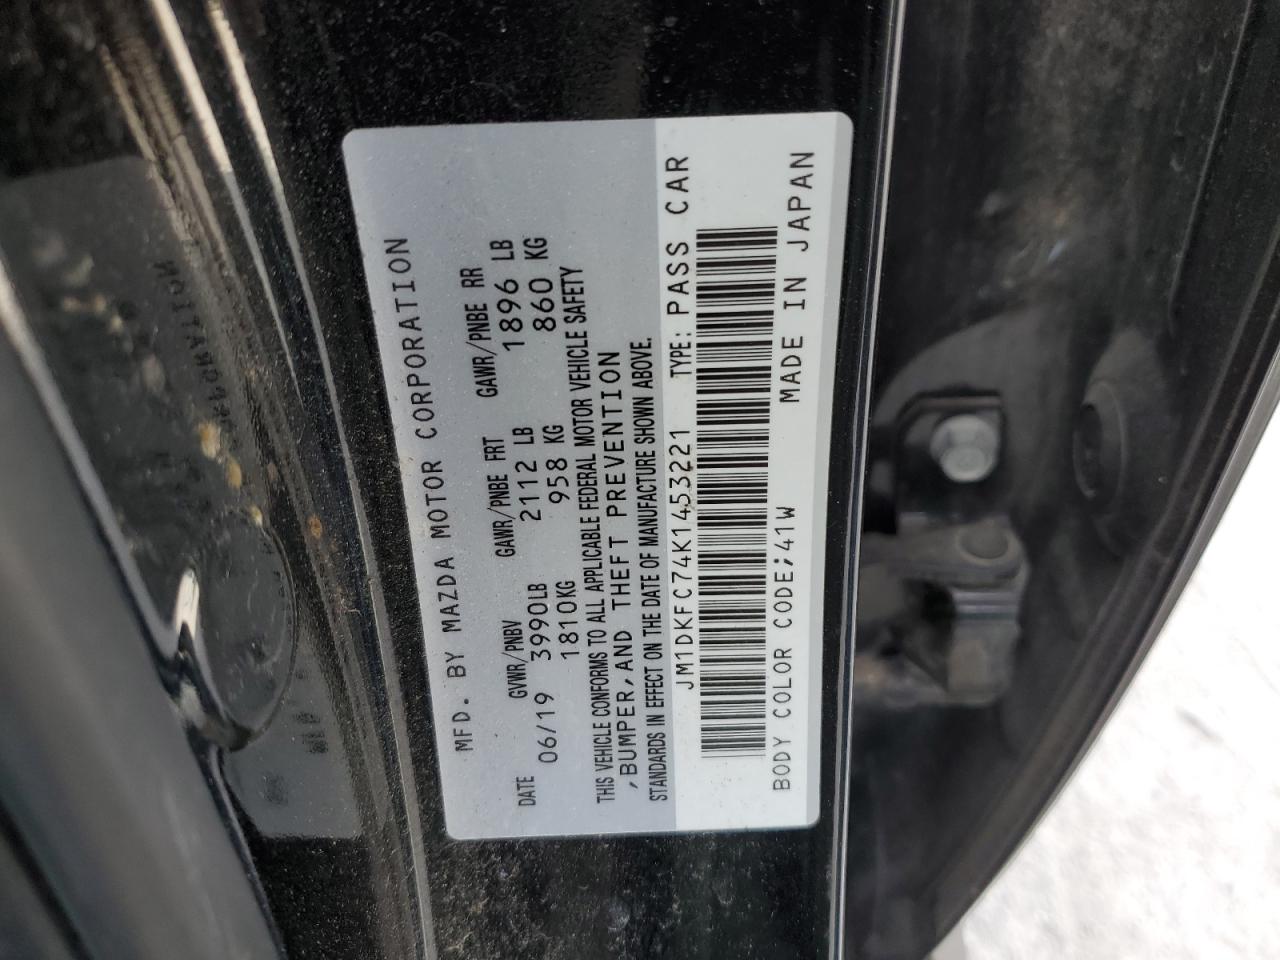 MFD. BY MAZDA MOTOR CORPORATION
DATE GVWR/PNBV GAWR/PNBE FRT GAWR/PNBE RR
06/19 3990LB 2112 LB 1896 LB
1810KG 958 KG 860 KG
THIS VEHICLE CONFORMS TO ALL APPLICABLE FEDERAL MOTOR VEHICLE SAFETY
,BUMPER,AND THEFT PREVENTION
STANDARDS IN EFFECT ON THE DATE OF MANUFACTURE SHOWN ABOVE.
JM1DKFC74K1453221 TYPE: PASS CAR
BODY COLOR CODE;41W MADE IN JAPAN